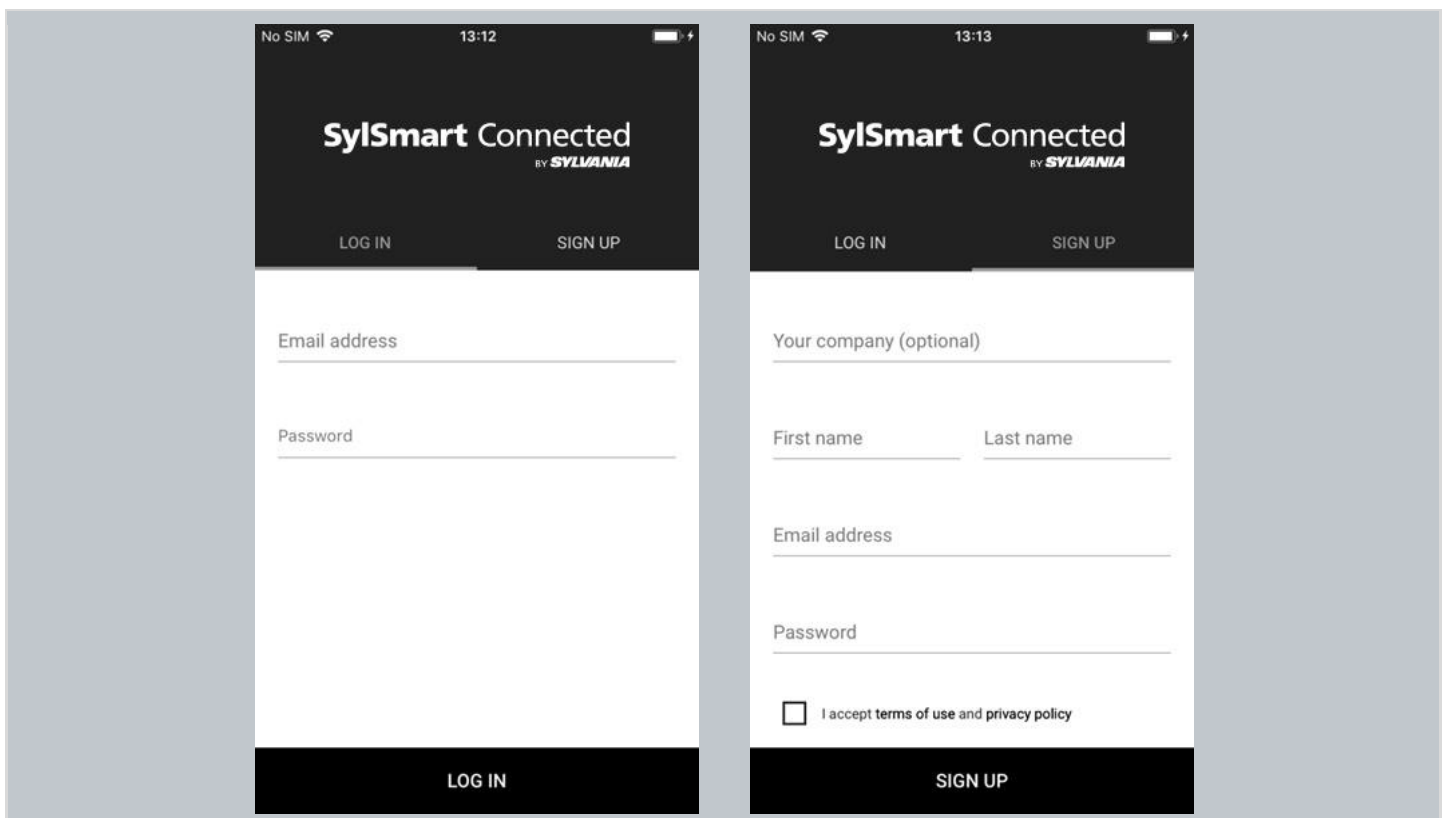 No SIM 13:12
SylSmart Connected
BY SYLVANIA
LOG IN SIGN UP
Email address
Password
LOG IN
No SIM 13:13
SylSmart Connected
BY SYLVANIA
LOG IN SIGN UP
Your company (optional)
First name Last name
Email address
Password
I accept terms of use and privacy policy
SIGN UP